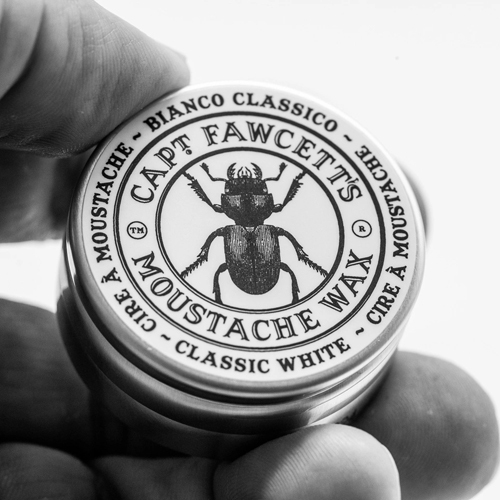 ~ BIANCO CLASSICO ~
CIRE À MOUSTACHE
~ CLASSIC WHITE ~
CIRE À MOUSTACHE
CAPT. FAWCETT'S
TM
®
MOUSTACHE WAX